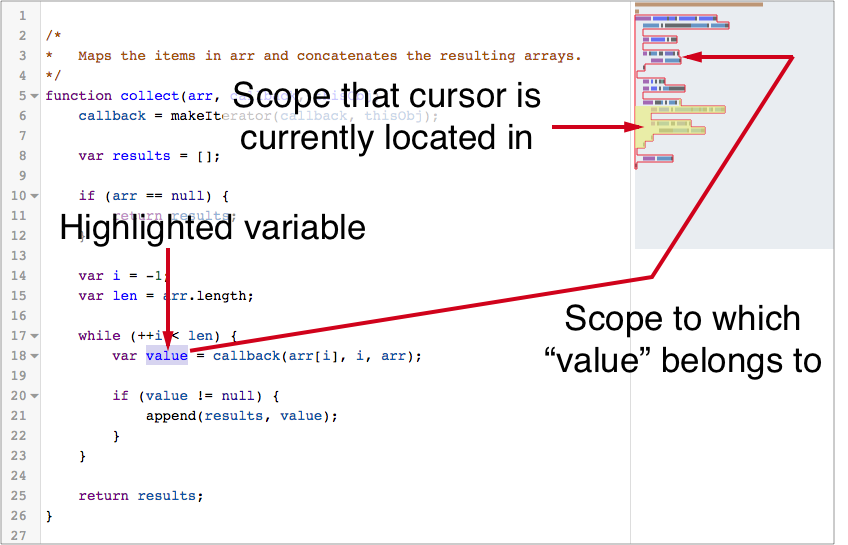 1
2 /*
3 *   Maps the items in arr and concatenates the resulting arrays.
4 */
5 function collect(arr,
Scope that cursor is
6     callback = makeIterator(callback, thisObj);
currently located in
7
8     var results = [];
9
10     if (arr == null) {
11         return results;
Highlighted variable
12     }
13
14     var i = -1;
15     var len = arr.length;
16
17     while (++i < len) {
Scope to which
18         var value = callback(arr[i], i, arr);
“value” belongs to
19
20         if (value != null) {
21             append(results, value);
22         }
23     }
24
25     return results;
26 }
27